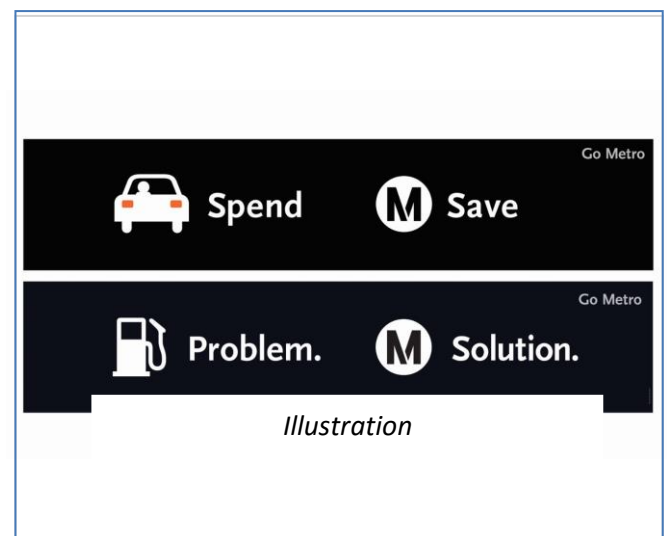 Go Metro
Spend M Save
Go Metro
Problem. M Solution.
Illustration